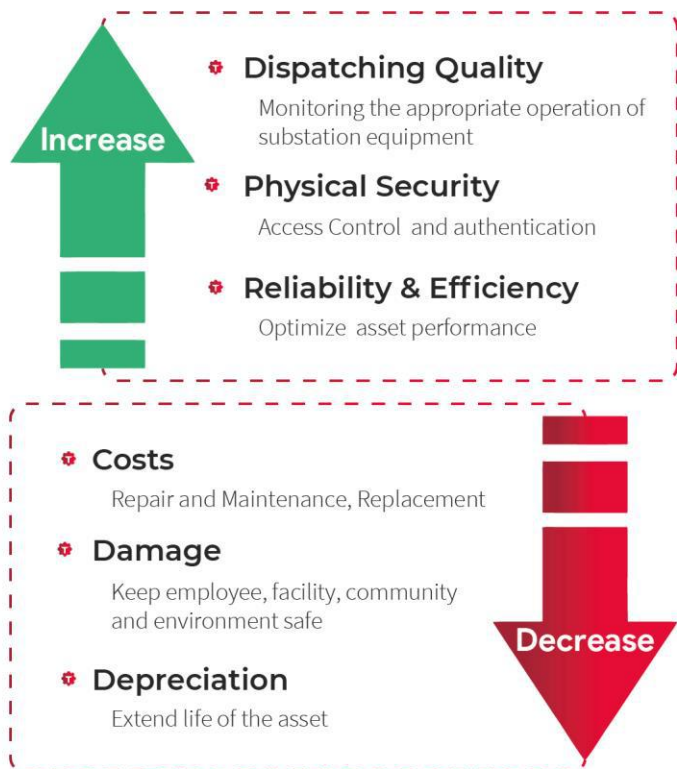 Increase
Dispatching Quality
Monitoring the appropriate operation of
substation equipment
Physical Security
Access Control and authentication
Reliability & Efficiency
Optimize asset performance
Costs
Repair and Maintenance, Replacement
Damage
Keep employee, facility, community
and environment safe
Decrease
Depreciation
Extend life of the asset